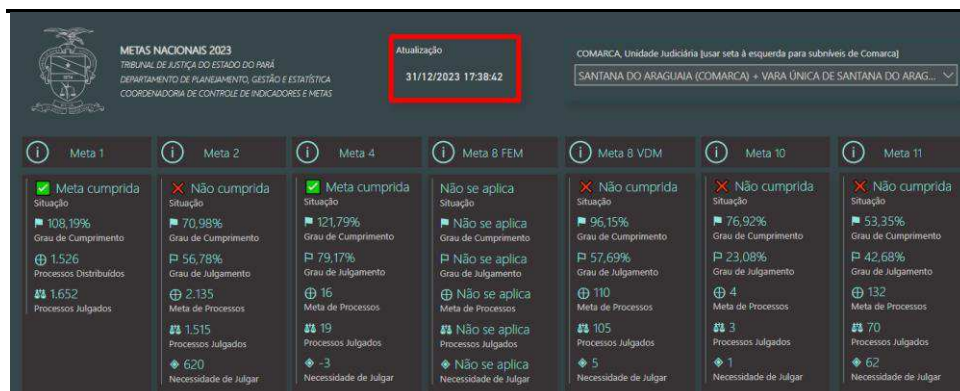 METAS NACIONAIS 2023
TRIBUNAL DE JUSTIÇA DO ESTADO DO PARÁ
DEPARTAMENTO DE PLANEJAMENTO, GESTÃO E ESTATÍSTICA
COORDENADORIA DE CONTROLE DE INDICADORES E METAS
Atualização
31/12/2023 17:38:42
COMARCA, Unidade Judiciária [usar seta à esquerda para subníveis de Comarca]
SANTANA DO ARAGUAIA (COMARCA) + VARA ÚNICA DE SANTANA DO ARAG...
Meta 1
Meta cumprida
Situação
108,19%
Grau de Cumprimento
1.526
Processos Distribuídos
1.652
Processos Julgados
Meta 2
Não cumprida
Situação
70,98%
Grau de Cumprimento
56,78%
Grau de Julgamento
2.135
Meta de Processos
1.515
Processos Julgados
620
Necessidade de Julgar
Meta 4
Meta cumprida
Situação
121,79%
Grau de Cumprimento
79,17%
Grau de Julgamento
16
Meta de Processos
19
Processos Julgados
-3
Necessidade de Julgar
Meta 8 FEM
Não se aplica
Situação
Não se aplica
Grau de Cumprimento
Não se aplica
Grau de Julgamento
Não se aplica
Meta de Processos
Não se aplica
Processos Julgados
Não se aplica
Necessidade de Julgar
Meta 8 VDM
Não cumprida
Situação
96,15%
Grau de Cumprimento
57,69%
Grau de Julgamento
110
Meta de Processos
105
Processos Julgados
5
Necessidade de Julgar
Meta 10
Não cumprida
Situação
76,92%
Grau de Cumprimento
23,08%
Grau de Julgamento
4
Meta de Processos
3
Processos Julgados
1
Necessidade de Julgar
Meta 11
Não cumprida
Situação
53,35%
Grau de Cumprimento
42,68%
Grau de Julgamento
132
Meta de Processos
70
Processos Julgados
62
Necessidade de Julgar